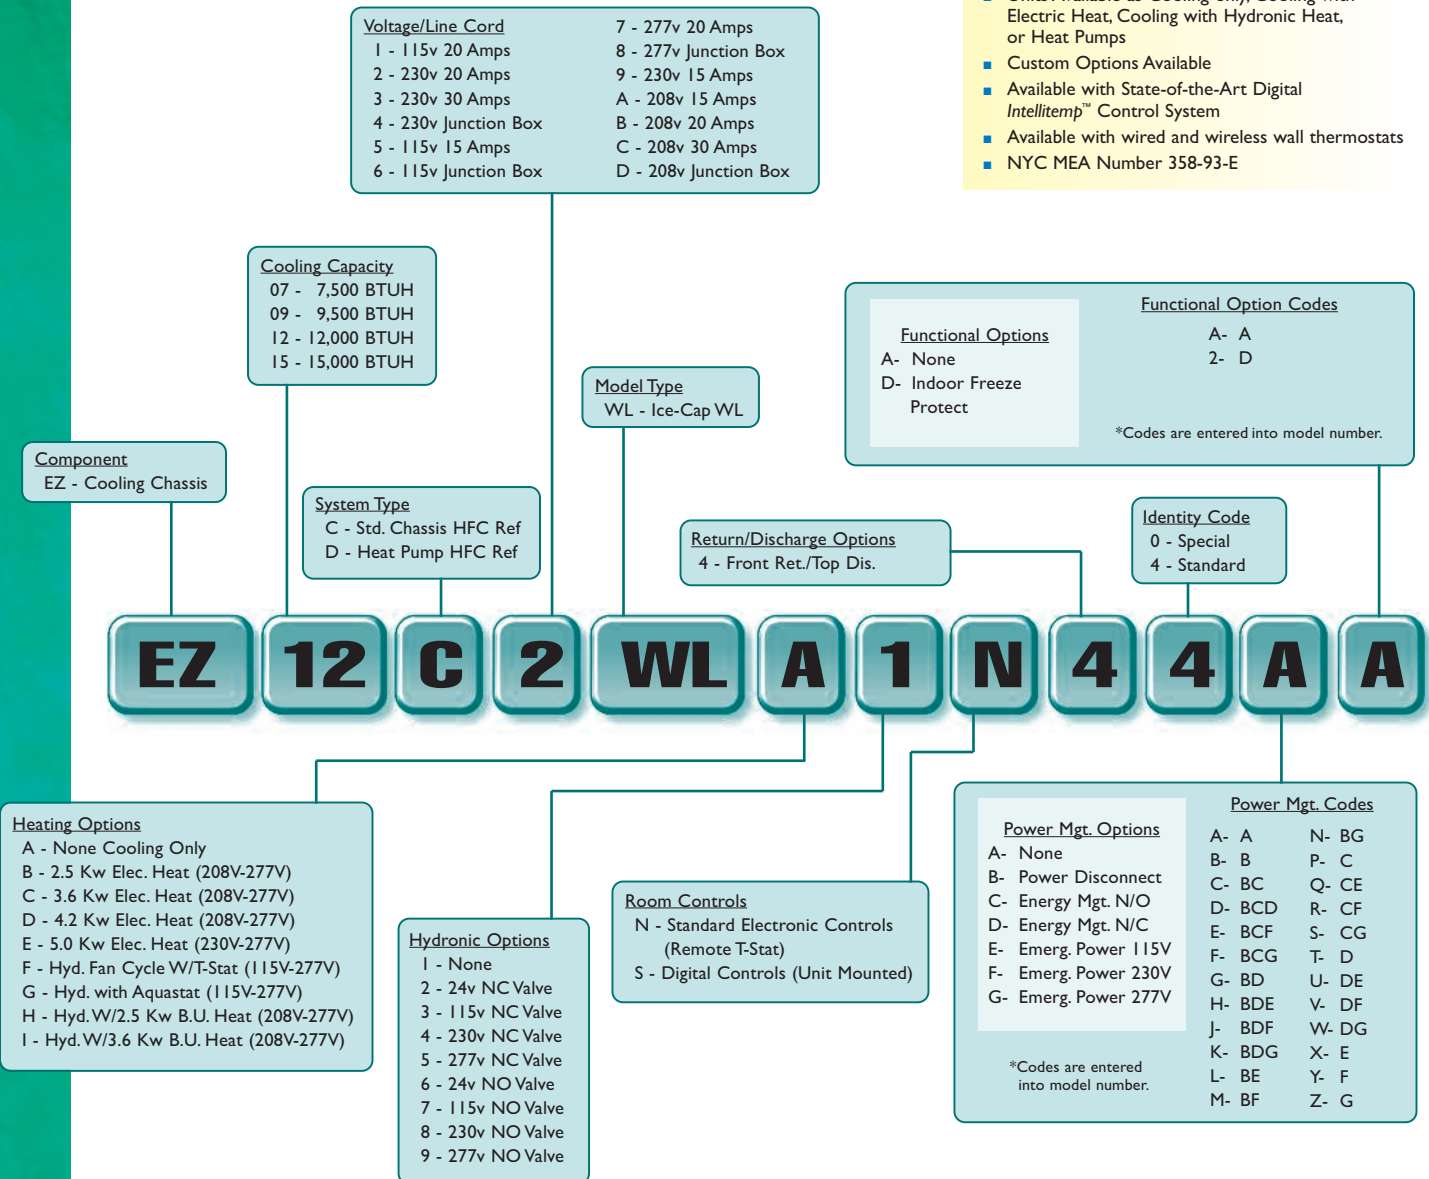 Voltage/Line Cord
1 - 115v 20 Amps
2 - 230v 20 Amps
3 - 230v 30 Amps
4 - 230v Junction Box
5 - 115v 15 Amps
6 - 115v Junction Box
7 - 277v 20 Amps
8 - 277v Junction Box
9 - 230v 15 Amps
A - 208v 15 Amps
B - 208v 20 Amps
C - 208v 30 Amps
D - 208v Junction Box
Units Available as Cooling only, Cooling with
Electric Heat, Cooling with Hydronic Heat,
or Heat Pumps
Custom Options Available
Available with State-of-the-Art Digital
Intellitemp™ Control System
Available with wired and wireless wall thermostats
NYC MEA Number 358-93-E
Cooling Capacity
07 - 7,500 BTUH
09 - 9,500 BTUH
12 - 12,000 BTUH
15 - 15,000 BTUH
Model Type
WL - Ice-Cap WL
Functional Options
A- None
D- Indoor Freeze
Protect
Functional Option Codes
A- A
2- D
*Codes are entered into model number.
Component
EZ - Cooling Chassis
System Type
C - Std. Chassis HFC Ref
D - Heat Pump HFC Ref
Return/Discharge Options
4 - Front Ret./Top Dis.
Identity Code
0 - Special
4 - Standard
EZ 12 C 2 WL A 1 N 4 4 A A
Heating Options
A - None Cooling Only
B - 2.5 Kw Elec. Heat (208V-277V)
C - 3.6 Kw Elec. Heat (208V-277V)
D - 4.2 Kw Elec. Heat (208V-277V)
E - 5.0 Kw Elec. Heat (230V-277V)
F - Hyd. Fan Cycle W/T-Stat (115V-277V)
G - Hyd. with Aquastat (115V-277V)
H - Hyd. W/2.5 Kw B.U. Heat (208V-277V)
I - Hyd. W/3.6 Kw B.U. Heat (208V-277V)
Hydronic Options
1 - None
2 - 24v NC Valve
3 - 115v NC Valve
4 - 230v NC Valve
5 - 277v NC Valve
6 - 24v NO Valve
7 - 115v NO Valve
8 - 230v NO Valve
9 - 277v NO Valve
Room Controls
N - Standard Electronic Controls
(Remote T-Stat)
S - Digital Controls (Unit Mounted)
Power Mgt. Options
A- None
B- Power Disconnect
C- Energy Mgt. N/O
D- Energy Mgt. N/C
E- Emerg. Power 115V
F- Emerg. Power 230V
G- Emerg. Power 277V
*Codes are entered
into model number.
Power Mgt. Codes
A- A
B- B
C- BC
D- BCD
E- BCF
F- BCG
G- BD
H- BDE
J- BDF
K- BDG
L- BE
M- BF
N- BG
P- C
Q- CE
R- CF
S- CG
T- D
U- DE
V- DF
W- DG
X- E
Y- F
Z- G